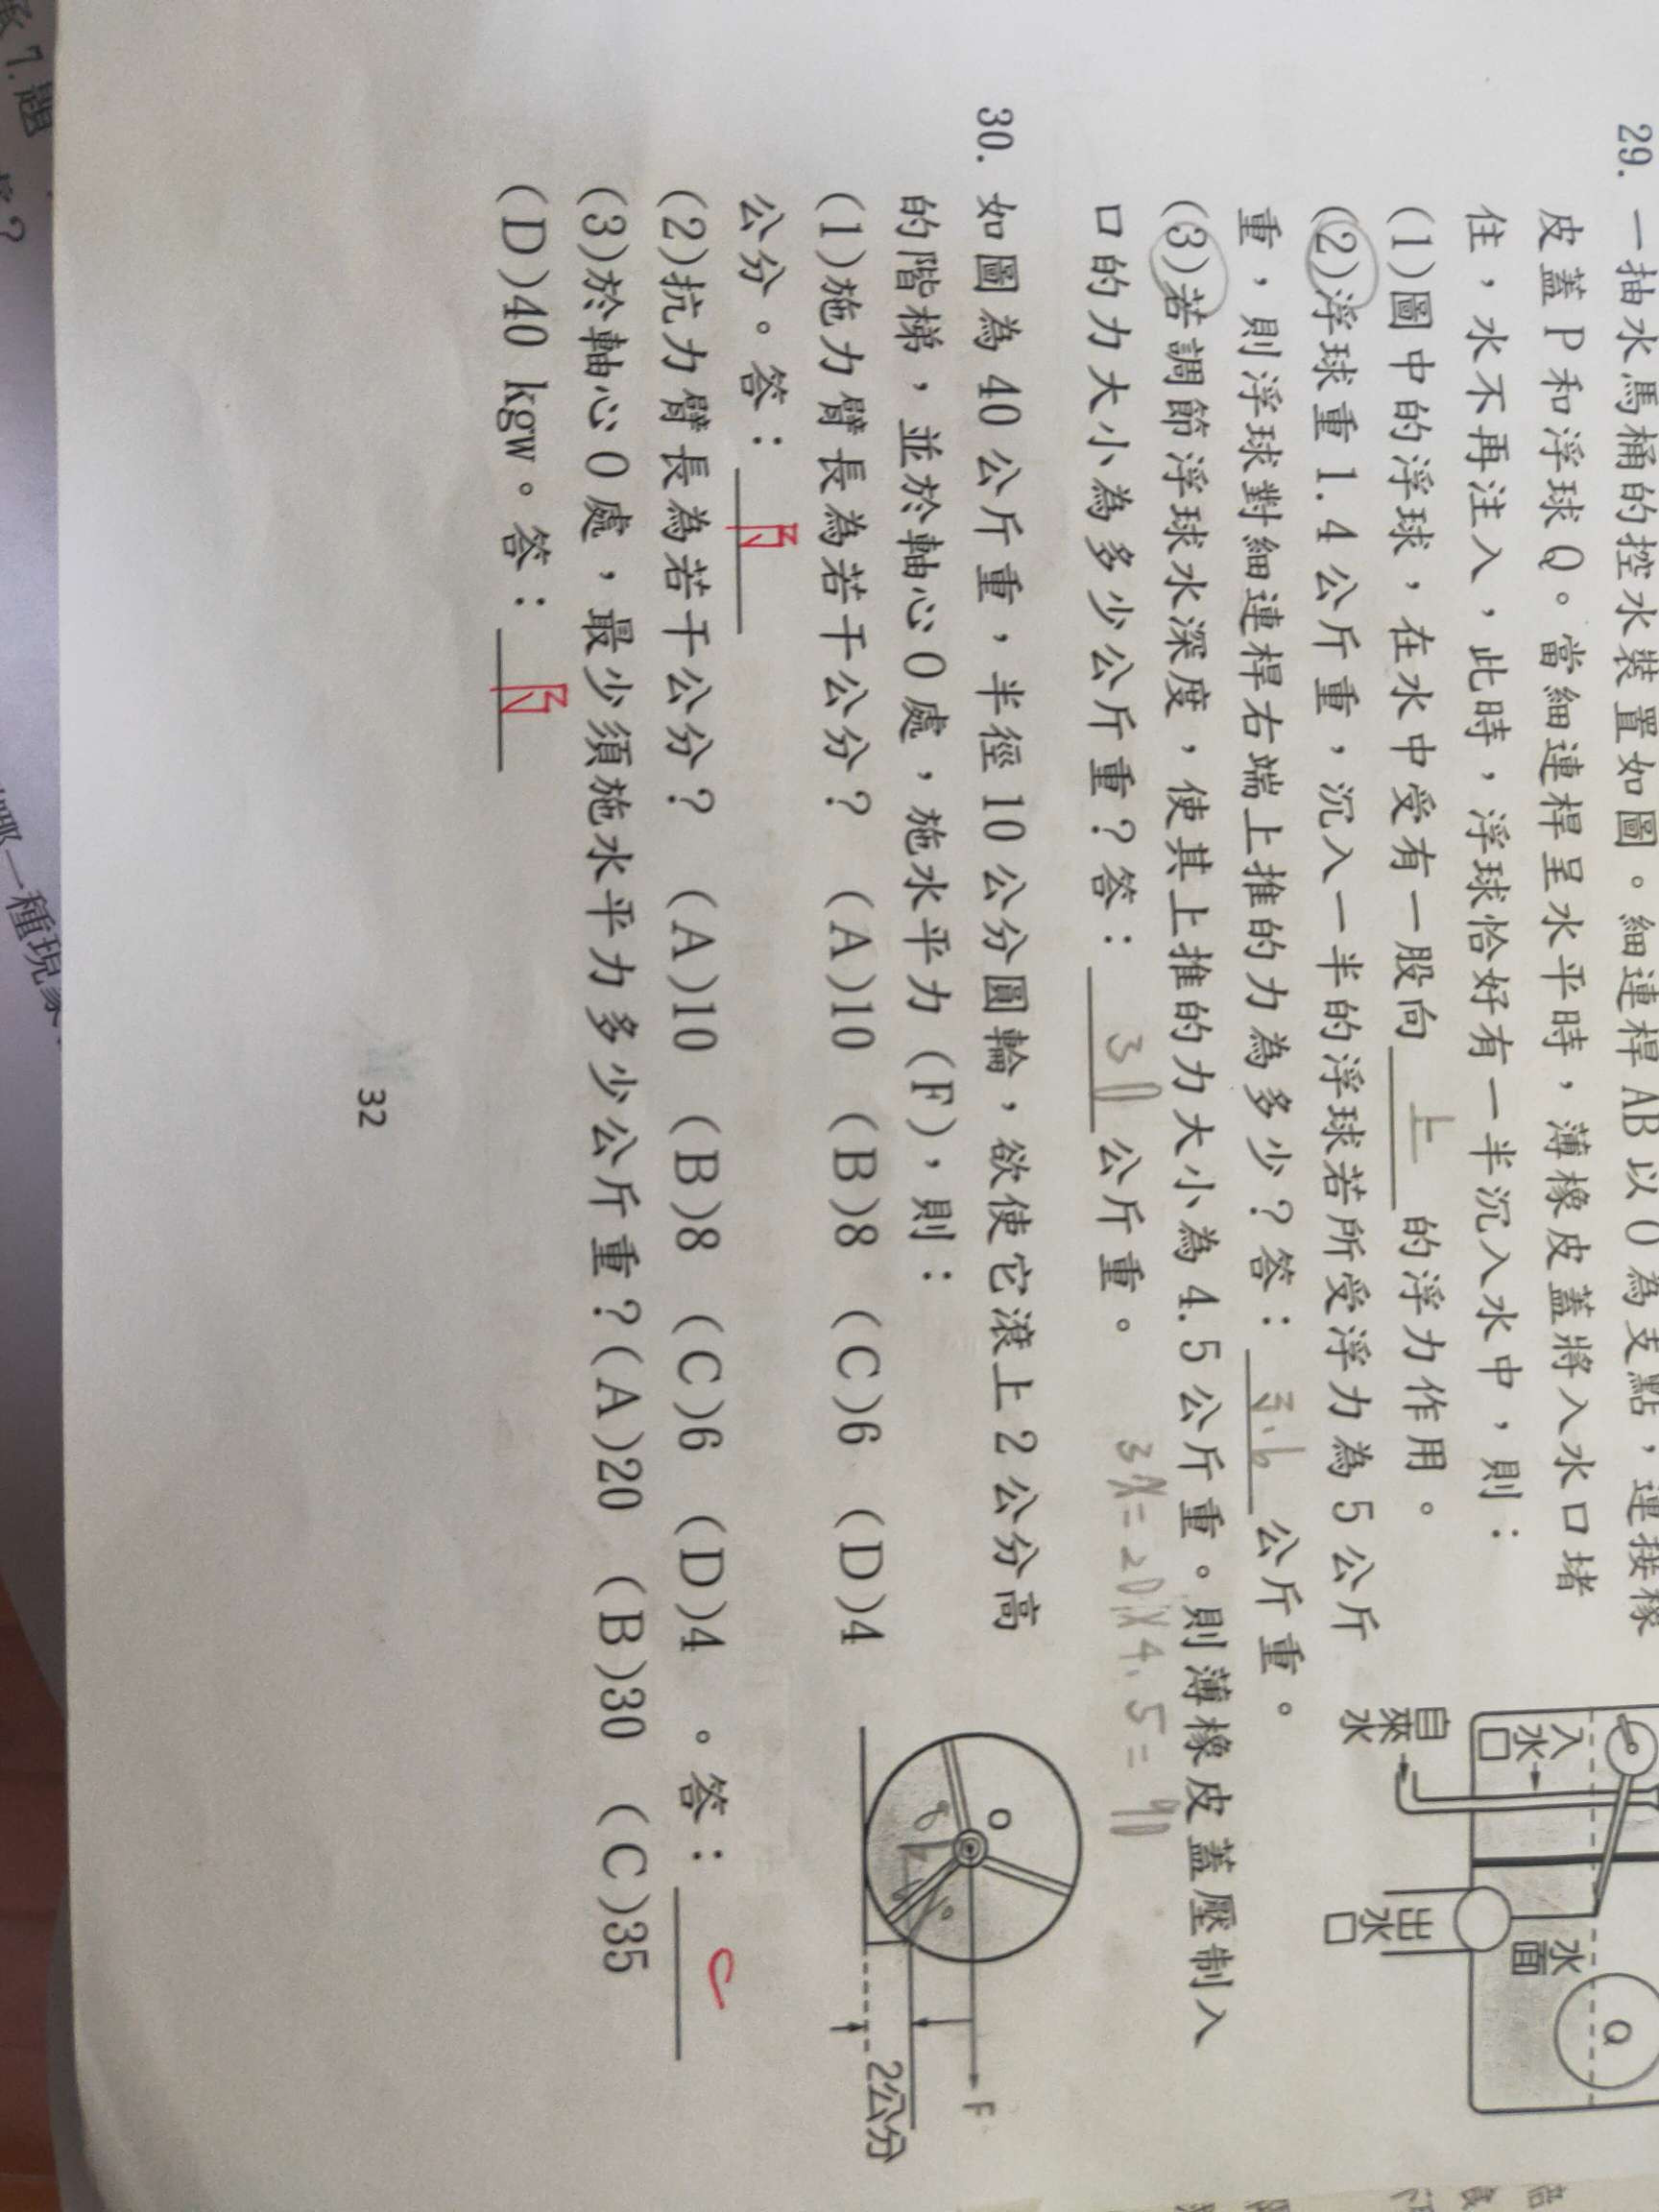 29. 一抽水馬桶的控水裝置如圖。細連桿AB以O為支點，連接橡
皮蓋P和浮球Q。當細連桿呈水平時，薄橡皮蓋將入水口堵
住，水不再注入，此時，浮球恰好有一半沉入水中，則：
(1)圖中的浮球，在水中受有一股向 上 的浮力作用。
(2)浮球重1.4公斤重，沉入一半的浮球若所受浮力為5公斤
重，則浮球對細連桿右端上推的力為多少？答： 3.6 公斤重。
(3)若調節浮球水深度，使其上推的力大小為4.5公斤重。則薄橡皮蓋壓制入
口的力大小為多少公斤重？答： 30 公斤重。
3X=20X4.5=90
入水口
自來水
出水口
水面
Q
30. 如圖為40公斤重，半徑10公分圓輪，欲使它滾上2公分高
的階梯，並於軸心O處，施水平力(F)，則：
(1)施力臂長為若干公分？ (A)10 (B)8 (C)6 (D)4
公分。答： B
(2)抗力臂長為若干公分？ (A)10 (B)8 (C)6 (D)4 。答： C
(3)於軸心O處，最少須施水平力多少公斤重？(A)20 (B)30 (C)35
(D)40 kgw。答： B
O
8
10
F
2公分
32
7.題
？
哪一種現象